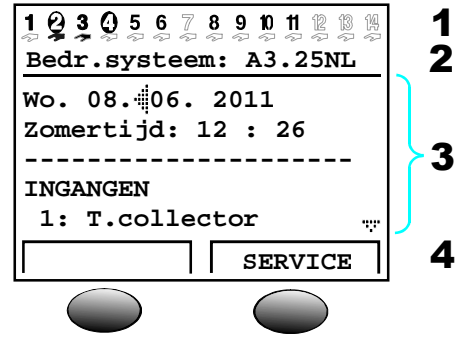 1 2 3 4 5 6 7 8 9 10 11 12 13 14
Bedr.systeem: A3.25NL
Wo. 08. 06. 2011
Zomertijd: 12 : 26
---------------------
INGANGEN
1: T.collector
SERVICE
1
2
3
4